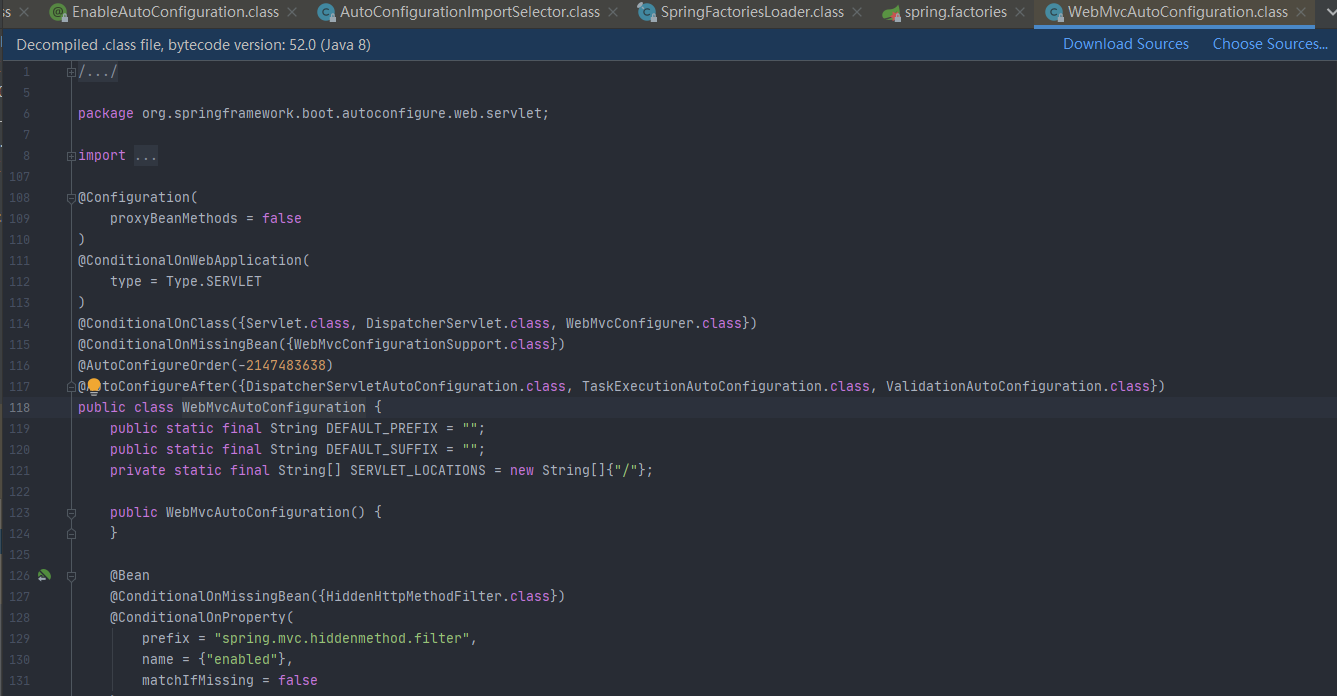 ss EnableAutoConfiguration.class AutoConfigurationImportSelector.class SpringFactoriesLoader.class spring.factories WebMvcAutoConfiguration.class
Decompiled .class file, bytecode version: 52.0 (Java 8) Download Sources Choose Sources...
1 /.../
5
6 package org.springframework.boot.autoconfigure.web.servlet;
7
8 import ...
107
108 @Configuration(
109 proxyBeanMethods = false
110 )
111 @ConditionalOnWebApplication(
112 type = Type.SERVLET
113 )
114 @ConditionalOnClass({Servlet.class, DispatcherServlet.class, WebMvcConfigurer.class})
115 @ConditionalOnMissingBean({WebMvcConfigurationSupport.class})
116 @AutoConfigureOrder(-2147483638)
117 @AutoConfigureAfter({DispatcherServletAutoConfiguration.class, TaskExecutionAutoConfiguration.class, ValidationAutoConfiguration.class})
118 public class WebMvcAutoConfiguration {
119 public static final String DEFAULT_PREFIX = "";
120 public static final String DEFAULT_SUFFIX = "";
121 private static final String[] SERVLET_LOCATIONS = new String[]{"/"};
122
123 public WebMvcAutoConfiguration() {
124 }
125
126 @Bean
127 @ConditionalOnMissingBean({HiddenHttpMethodFilter.class})
128 @ConditionalOnProperty(
129 prefix = "spring.mvc.hiddenmethod.filter",
130 name = {"enabled"},
131 matchIfMissing = false